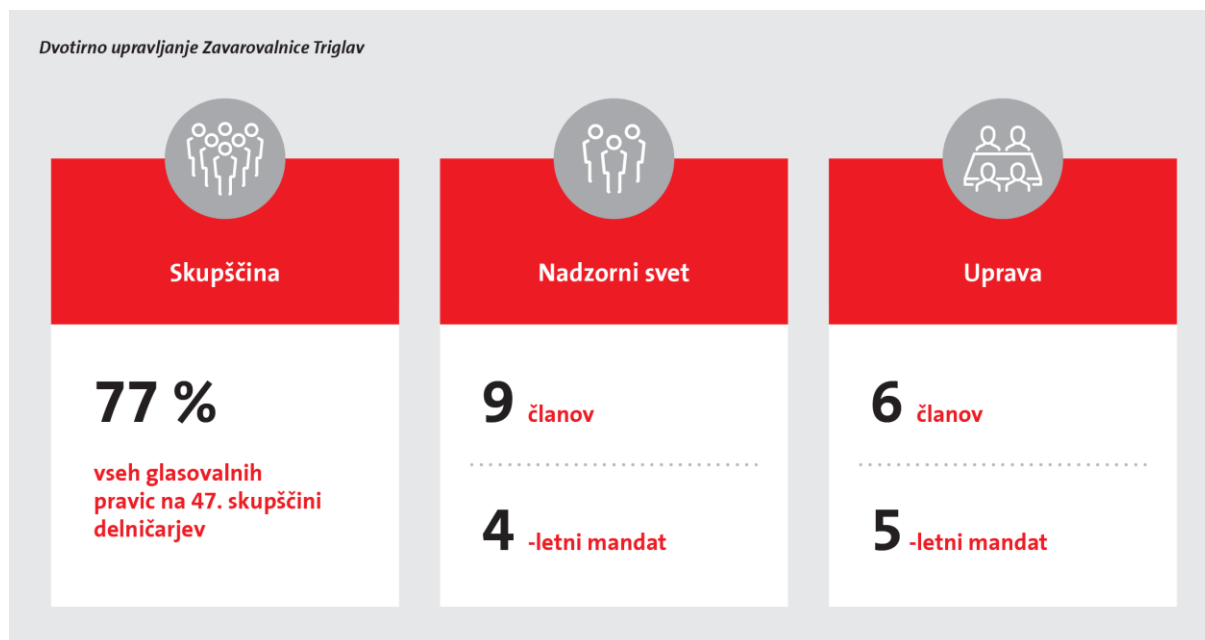 Dvotirno upravljanje Zavarovalnice Triglav
Skupščina
77 %
vseh glasovalnih
pravic na 47. skupščini
delničarjev
Nadzorni svet
9 članov
4 -letni mandat
Uprava
6 članov
5 -letni mandat